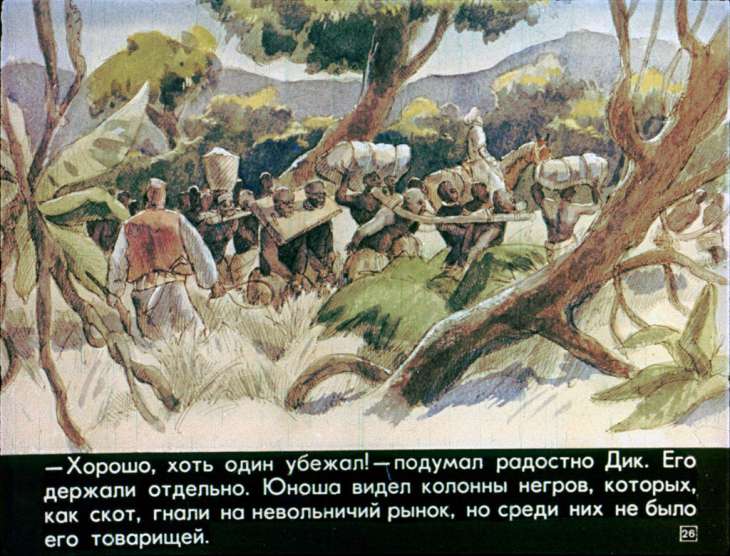 — Хорошо, хоть один убежал! — подумал радостно Дик. Его
держали отдельно. Юноша видел колонны негров, которых,
как скот, гнали на невольничий рынок, но среди них не было
его товарищей.
26